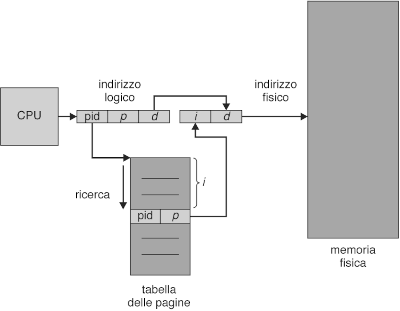 indirizzo
logico
indirizzo
fisico
CPU
pid p d
i d
ricerca
i
pid p
tabella
delle pagine
memoria
fisica